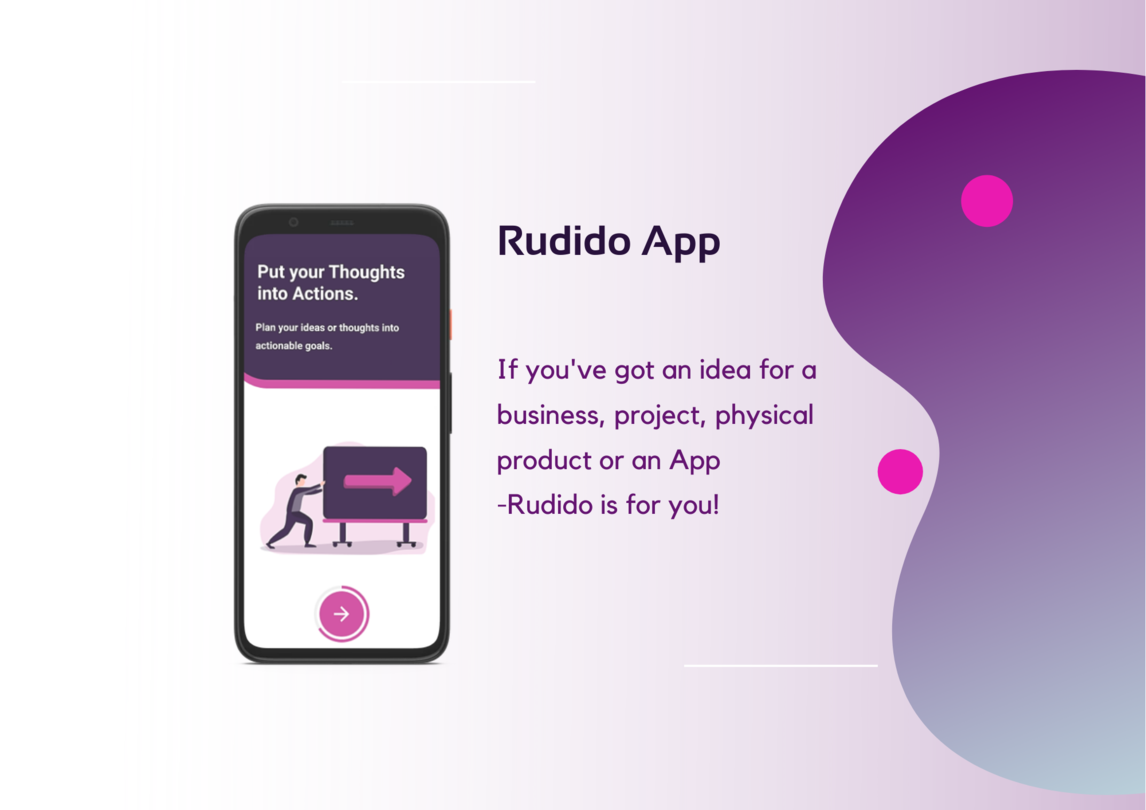 Put your Thoughts
into Actions.
Plan your ideas or thoughts into
actionable goals.
Rudido App
If you've got an idea for a
business, project, physical
product or an App
-Rudido is for you!